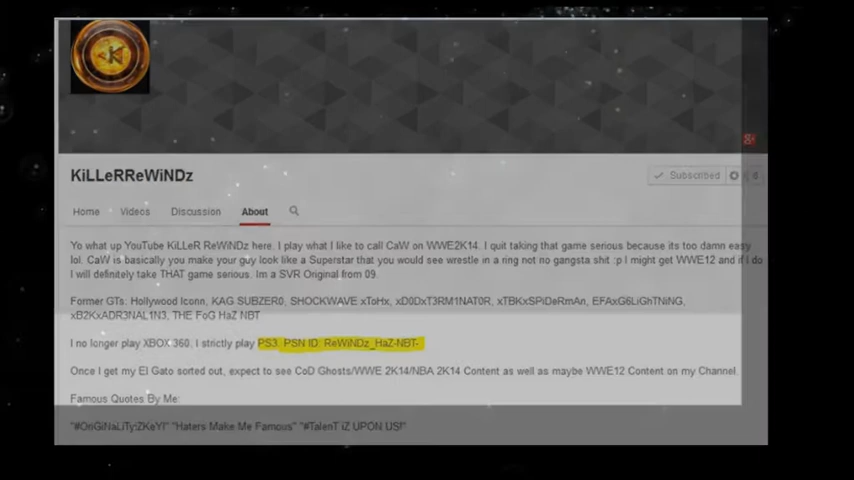 KiLLeRReWiNDz
Subscribed
Home Videos Discussion About
Yo what up YouTube KiLLeR ReWiNDz here. I play what I like to call CaW on WWE2K14. I quit taking that game serious because its too damn easy
lol. CaW is basically you make your guy look like a Superstar that you would see wrestle in a ring not no gangsta shit :p I might get WWE12 and if I do
I will definitely take THAT game serious. Im a SVR Original from 09.
Former GTs: Hollywood Iconn, KAG SUBZER0, SHOCKWAVE xToHx, xD0DxT3RM1NAT0R, xTBKxSPiDeRmAn, EFAxG6LiGhTNiNG,
xB2KxADR3NAL1N3, THE FoG HaZ NBT
I no longer play XBOX 360, I strictly play PS3. PSN ID: ReWiNDz_HaZ-NBT-
Once I get my El Gato sorted out, expect to see CoD Ghosts/WWE 2K14/NBA 2K14 Content as well as maybe WWE12 Content on my Channel.
Famous Quotes By Me:
"Haters Make Me Famous" "#TalenT iZ UPON US!"